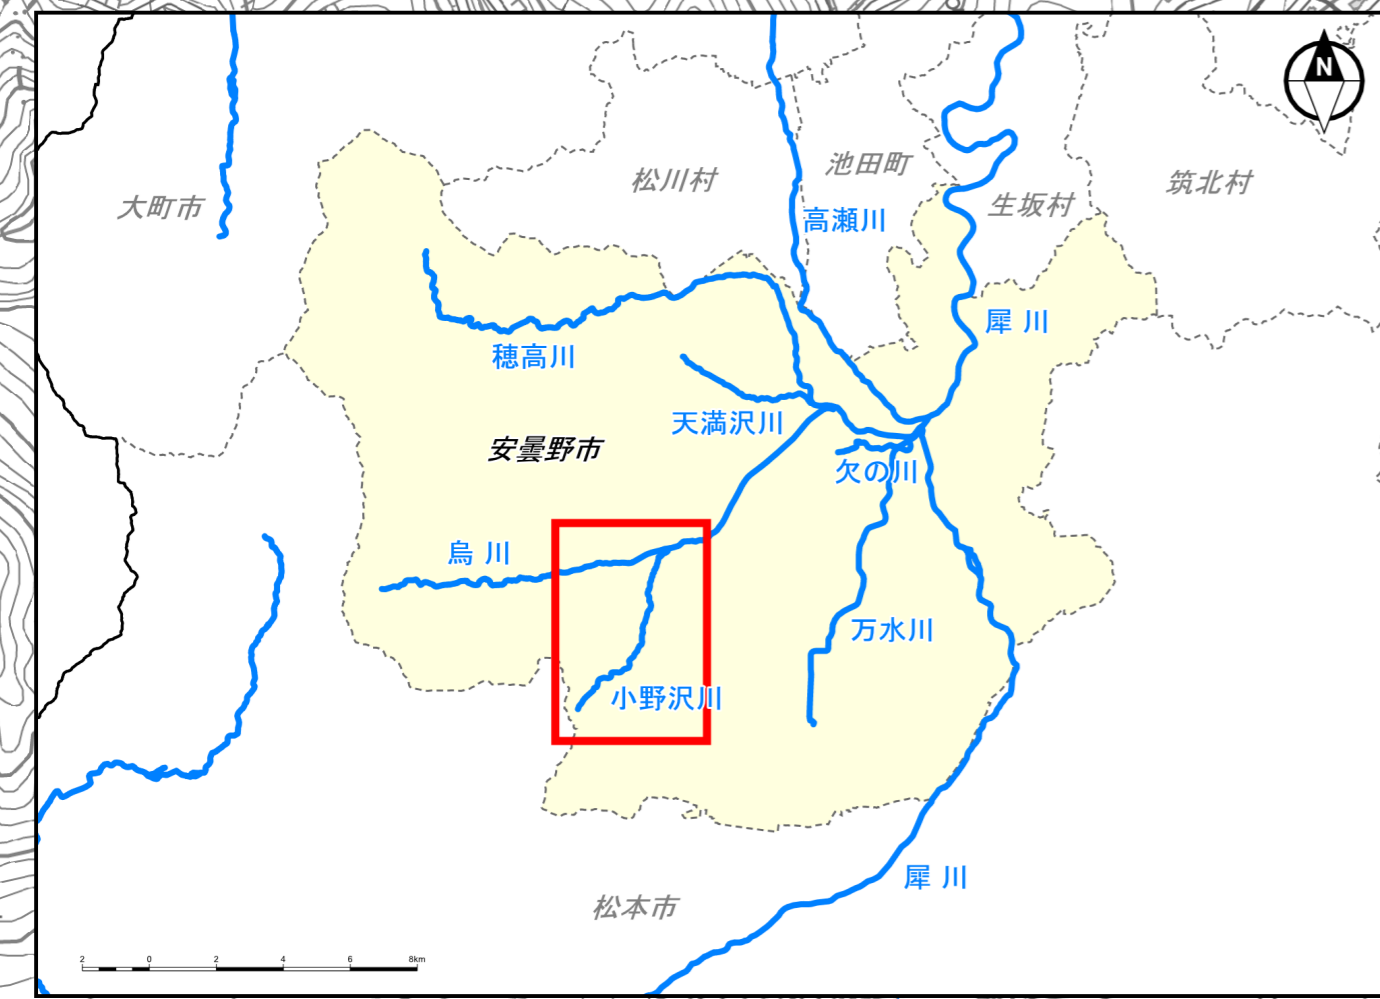 N
池田町
松川村
筑北村
大町市
生坂村
高瀬川
犀 川
穂高川
天満沢川
安曇野市
欠の川
烏 川
万水川
小野沢川
犀 川
松本市
2 0 2 4 6 8km